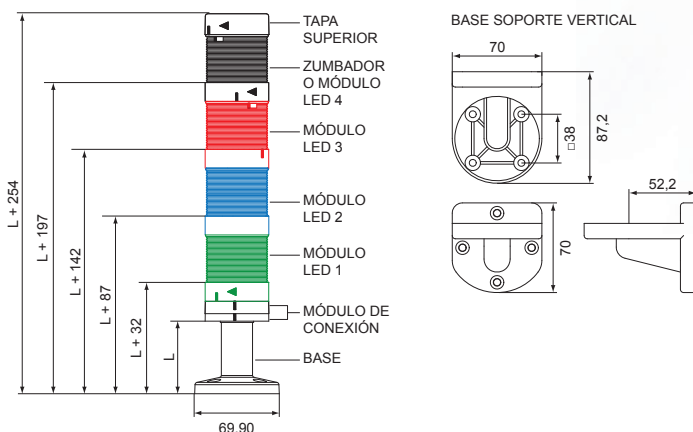 TAPA
SUPERIOR
ZUMBADOR
O MÓDULO
LED 4
MÓDULO
LED 3
MÓDULO
LED 2
MÓDULO
LED 1
MÓDULO DE
CONEXIÓN
BASE
L + 254
L + 197
L + 142
L + 87
L + 32
L
69,90
BASE SOPORTE VERTICAL
70
□38
87,2
52,2
70